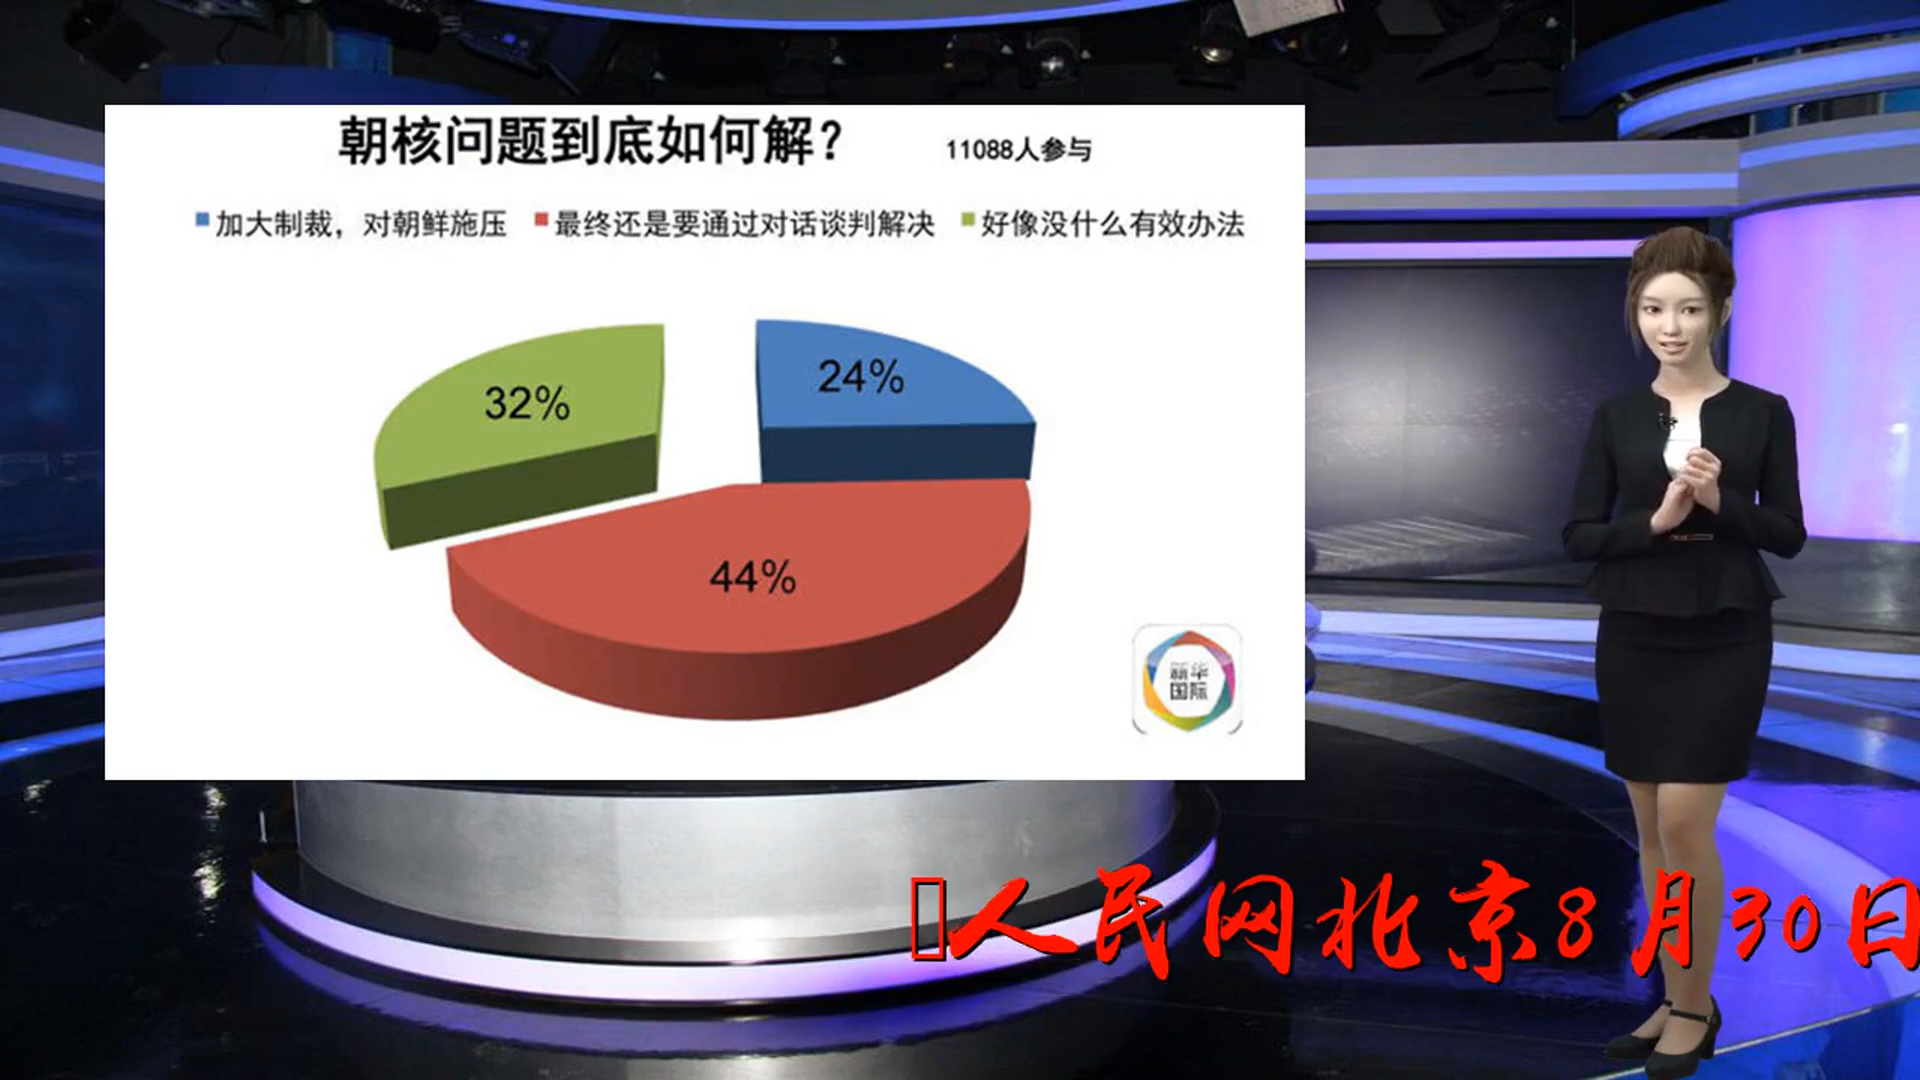 朝核问题到底如何解？ 11088人参与
加大制裁，对朝鲜施压 最终还是要通过对话谈判解决 好像没什么有效办法
32%
24%
44%
新华
国际
人民网北京8月30日